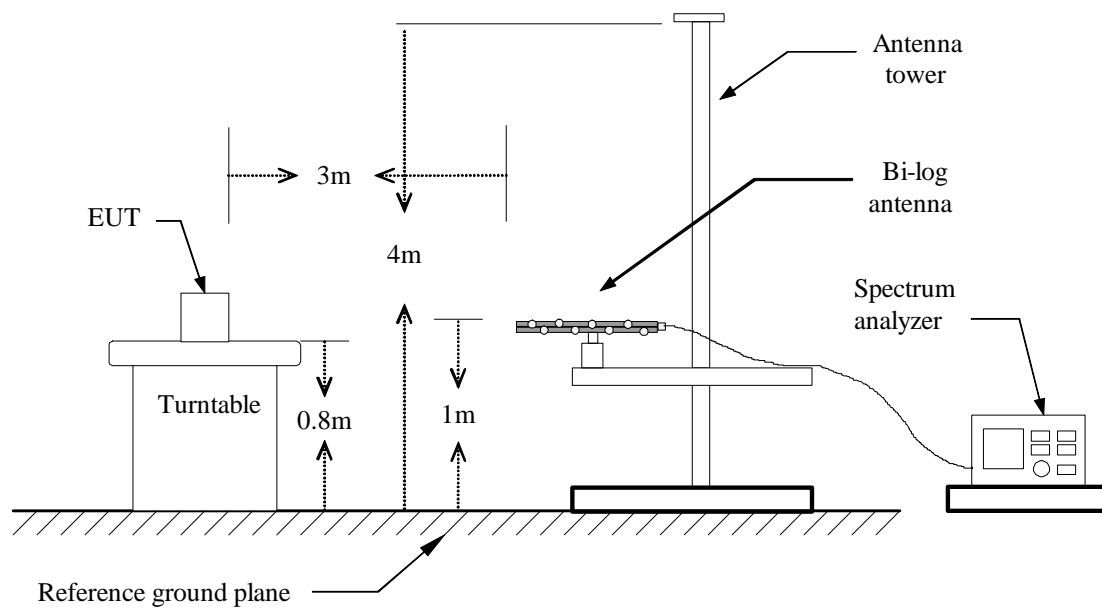 Antenna
tower
3m
Bi-log
antenna
EUT
4m
Spectrum
analyzer
Turntable
0.8m
1m
Reference ground plane